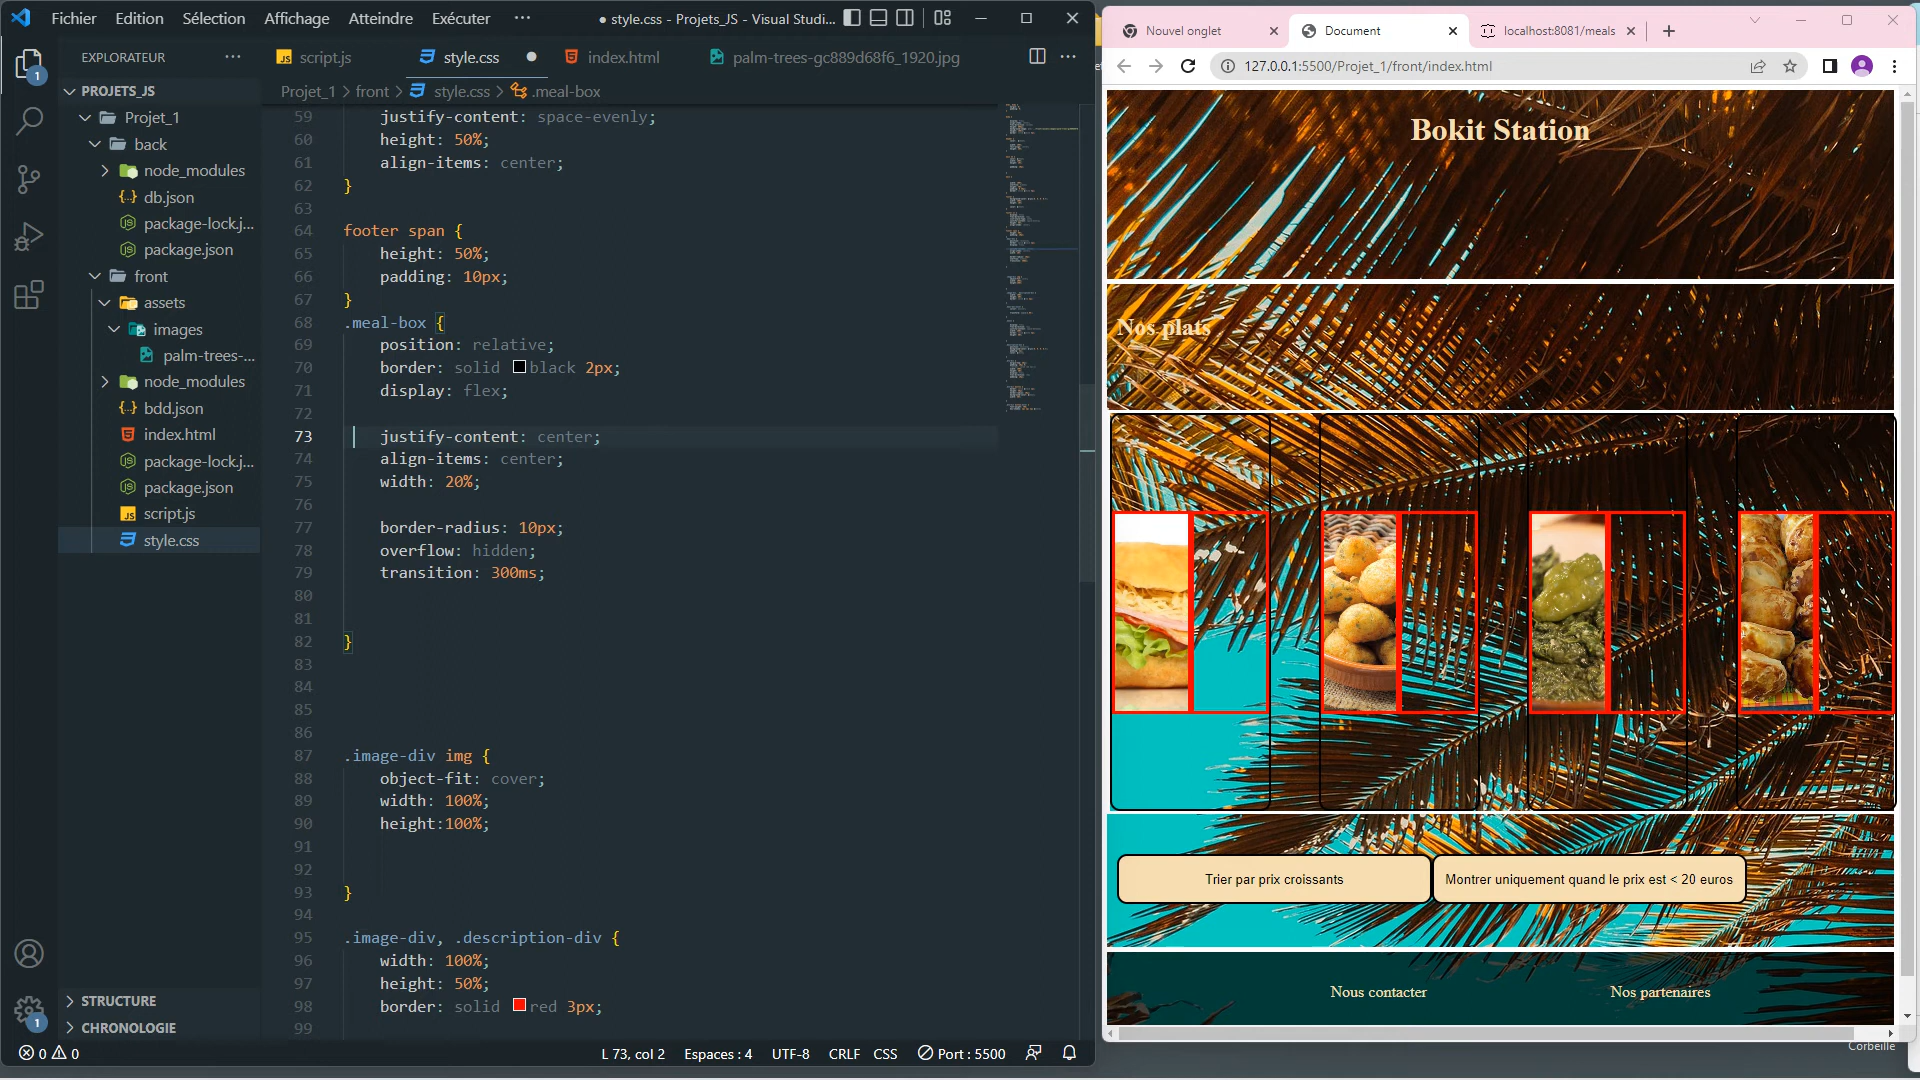 Fichier Edition Sélection Affichage Atteindre Exécuter ··· ● style.css - Projets_JS - Visual Studi...
EXPLORATEUR ···
PROJETS_JS
Projet_1
back
node_modules
db.json
package-lock.j...
package.json
front
assets
images
palm-trees-...
node_modules
bdd.json
index.html
package-lock.j...
package.json
script.js
style.css
STRUCTURE
CHRONOLOGIE
script.js style.css ● index.html palm-trees-gc889d68f6_1920.jpg
Projet_1 > front > style.css > .meal-box
59 justify-content: space-evenly;
60 height: 50%;
61 align-items: center;
62 }
63
64 footer span {
65 height: 50%;
66 padding: 10px;
67 }
68 .meal-box {
69 position: relative;
70 border: solid black 2px;
71 display: flex;
72
73 justify-content: center;
74 align-items: center;
75 width: 20%;
76
77 border-radius: 10px;
78 overflow: hidden;
79 transition: 300ms;
80
81
82 }
83
84
85
86
87 .image-div img {
88 object-fit: cover;
89 width: 100%;
90 height:100%;
91
92
93 }
94
95 .image-div, .description-div {
96 width: 100%;
97 height: 50%;
98 border: solid red 3px;
99
1
1
0 0 L 73, col 2 Espaces : 4 UTF-8 CRLF CSS Port : 5500
Nouvel onglet Document localhost:8081/meals
127.0.0.1:5500/Projet_1/front/index.html
Bokit Station
Nos plats
Trier par prix croissants Montrer uniquement quand le prix est < 20 euros
Nous contacter Nos partenaires
Corbeille